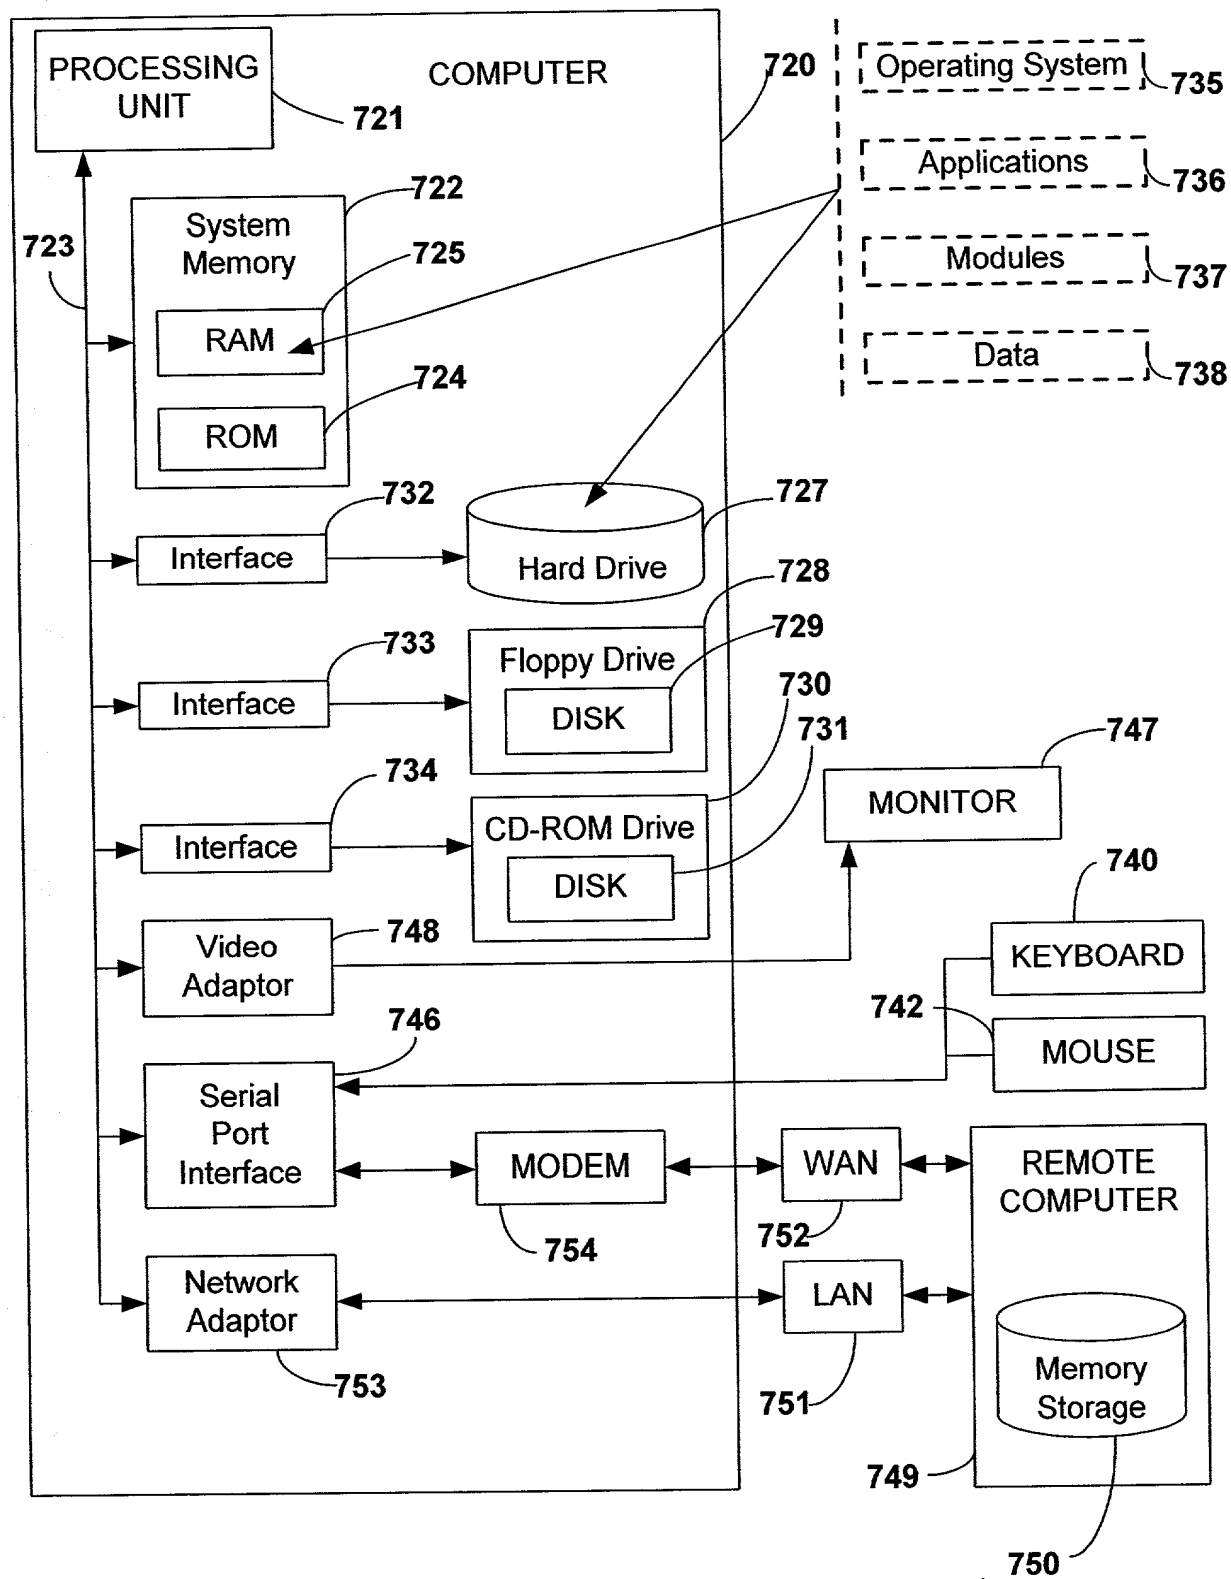 PROCESSING
UNIT
721
COMPUTER
720
Operating System
735
Applications
736
Modules
737
Data
738
722
System
Memory
723
725
RAM
724
ROM
732
Interface
727
Hard Drive
728
733
Interface
729
Floppy Drive
DISK
730
731
734
Interface
CD-ROM Drive
DISK
747
MONITOR
748
Video
Adaptor
740
KEYBOARD
742
MOUSE
746
Serial
Port
Interface
MODEM
754
WAN
752
REMOTE
COMPUTER
Network
Adaptor
753
LAN
751
Memory
Storage
749
750